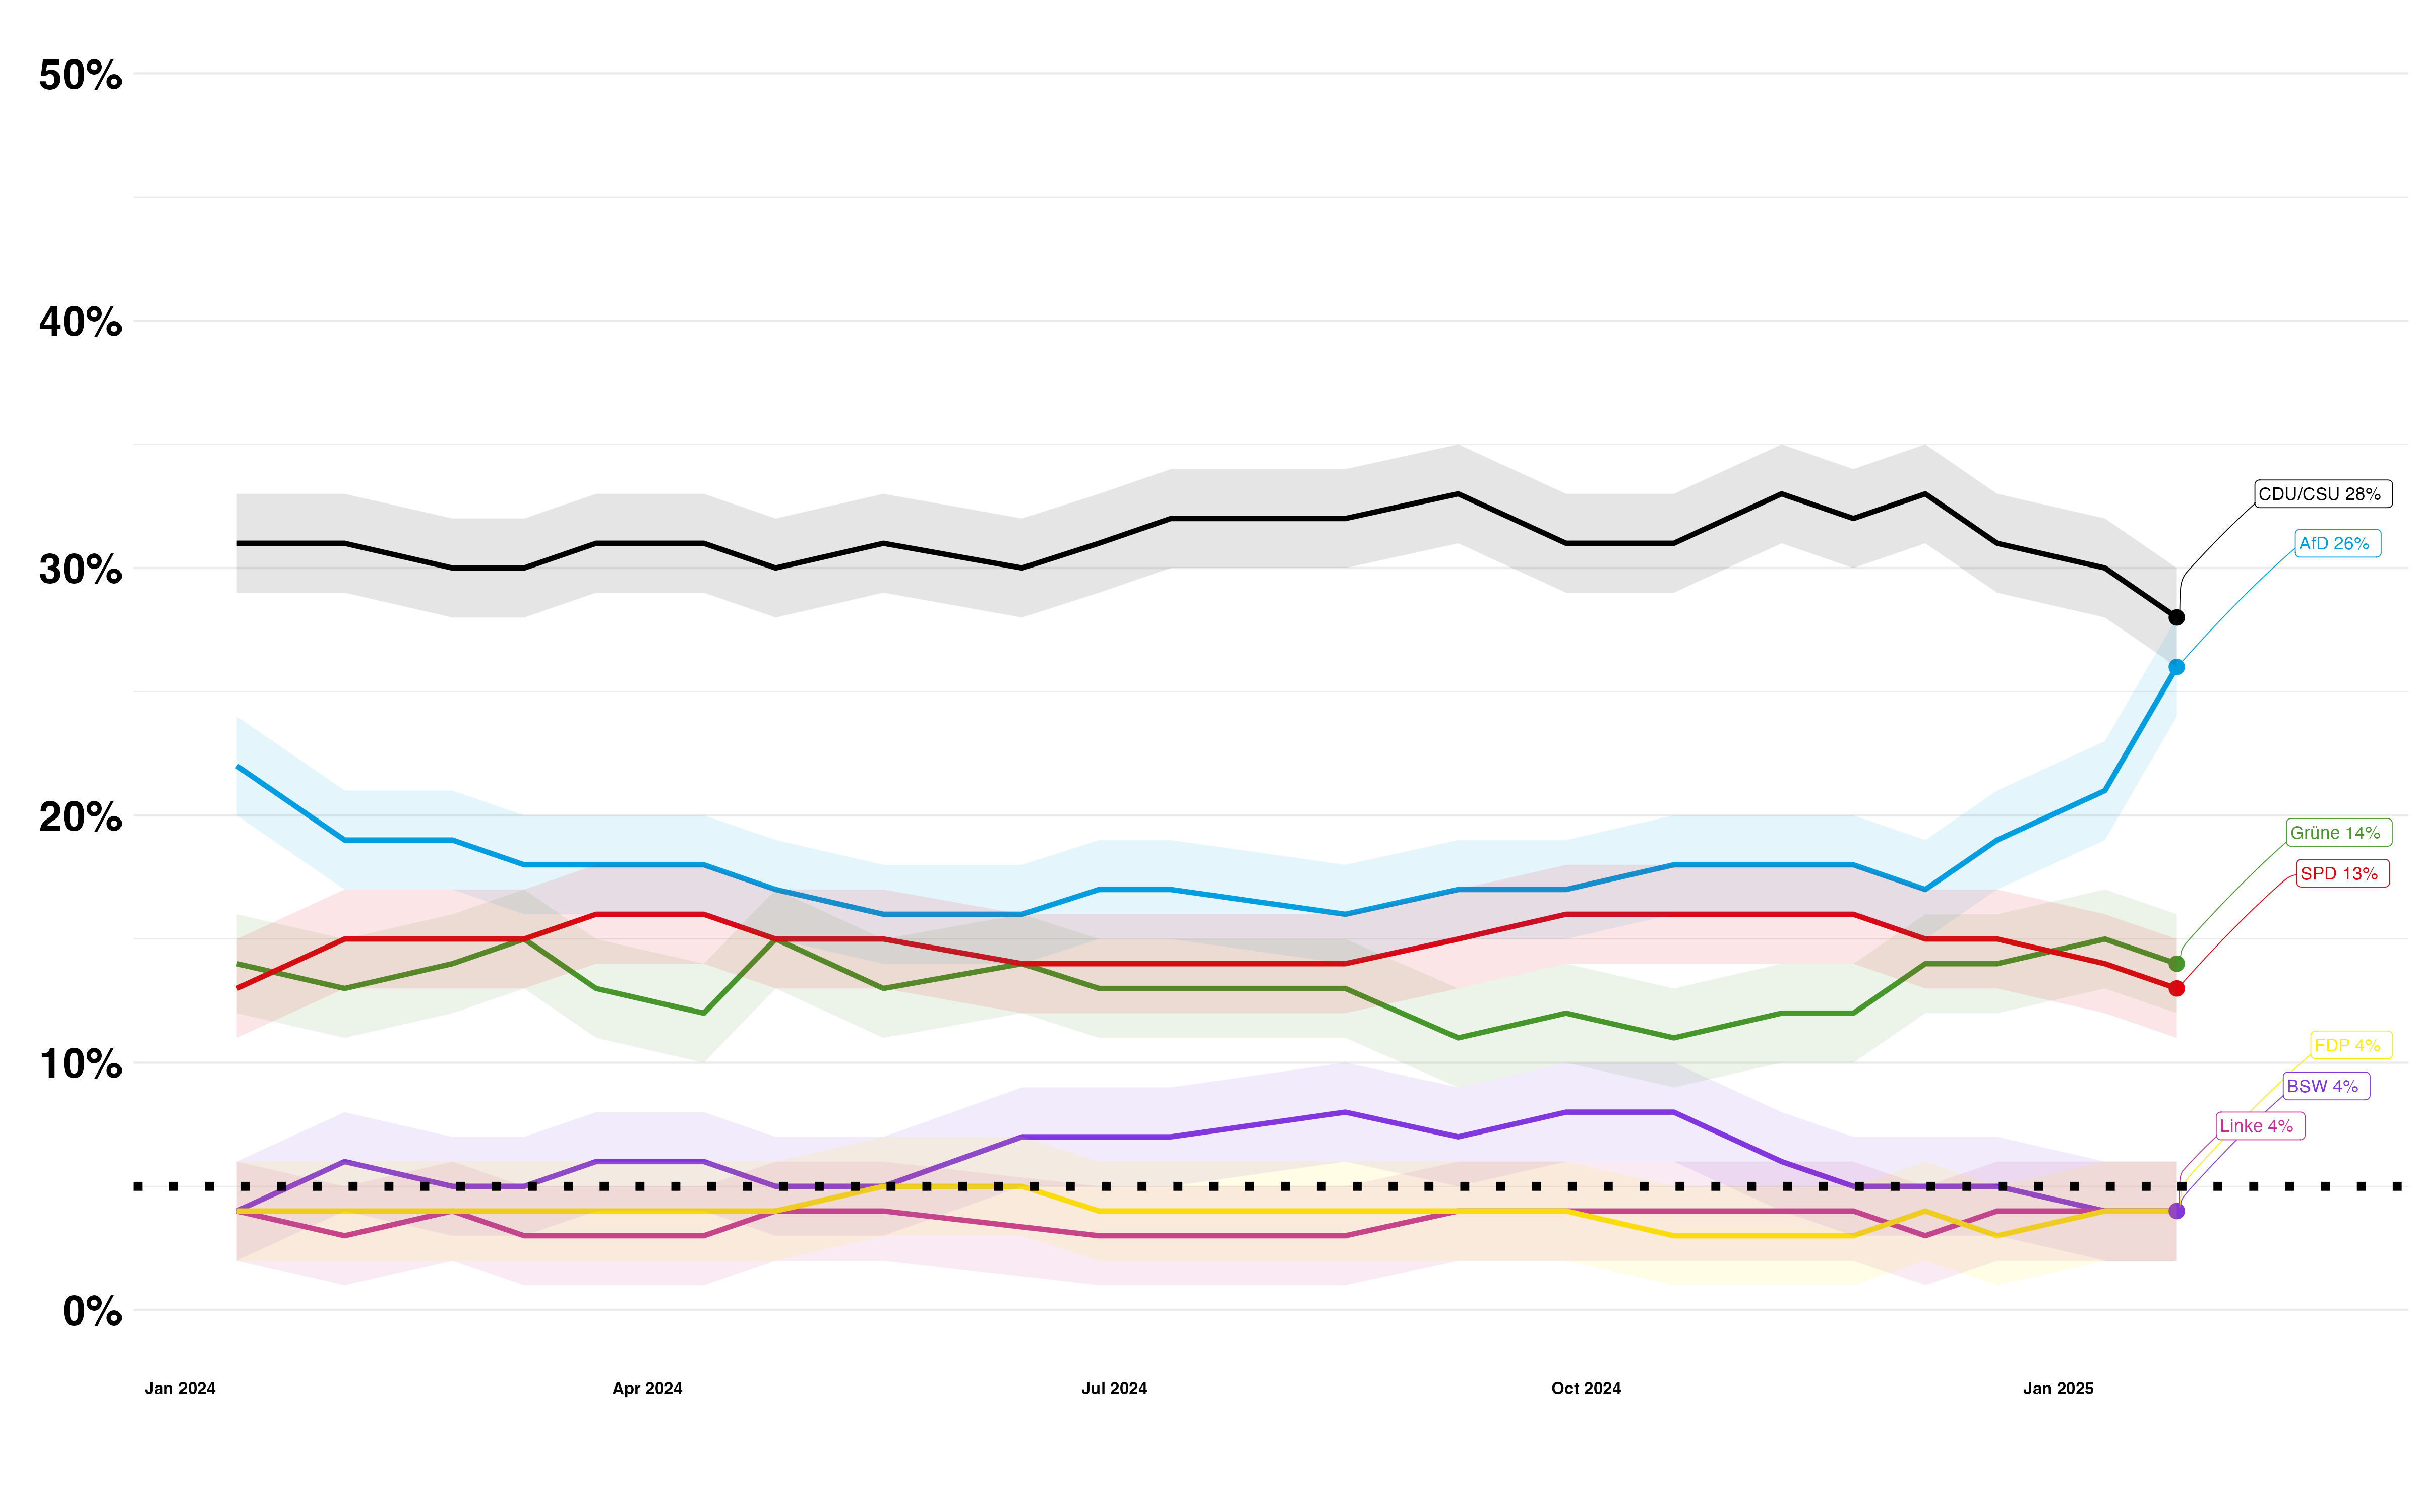 50%
40%
30%
20%
10%
0%
CDU/CSU 28%
AfD 26%
Grüne 14%
SPD 13%
FDP 4%
BSW 4%
Linke 4%
Jan 2024
Apr 2024
Jul 2024
Oct 2024
Jan 2025